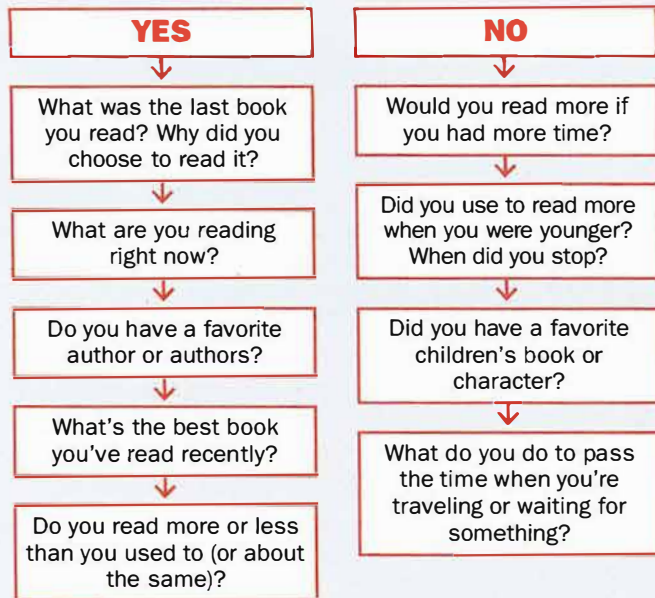 YES
What was the last book
you read? Why did you
choose to read it?
What are you reading
right now?
Do you have a favorite
author or authors?
What's the best book
you've read recently?
Do you read more or less
than you used to (or about
the same)?
NO
Would you read more if
you had more time?
Did you use to read more
when you were younger?
When did you stop?
Did you have a favorite
children's book or
character?
What do you do to pass
the time when you're
traveling or waiting for
something?